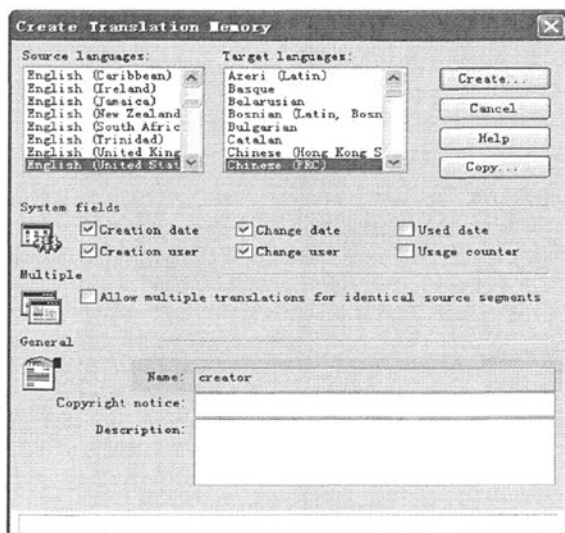 Create Translation Memory
Source languages:
English (Caribbean)
English (Ireland)
English (Jamaica)
English (New Zealand
English (South Afric
English (Trinidad)
English (United King
English (United Stat
Target languages:
Azeri (Latin)
Basque
Belarusian
Bosnian (Latin, Bosn
Bulgarian
Catalan
Chinese (Hong Kong S
Chinese (PRC)
Create...
Cancel
Help
Copy...
System fields
Creation date
Change date
Used date
Creation user
Change user
Usage counter
Multiple
Allow multiple translations for identical source segments
General
Name: creator
Copyright notice:
Description: